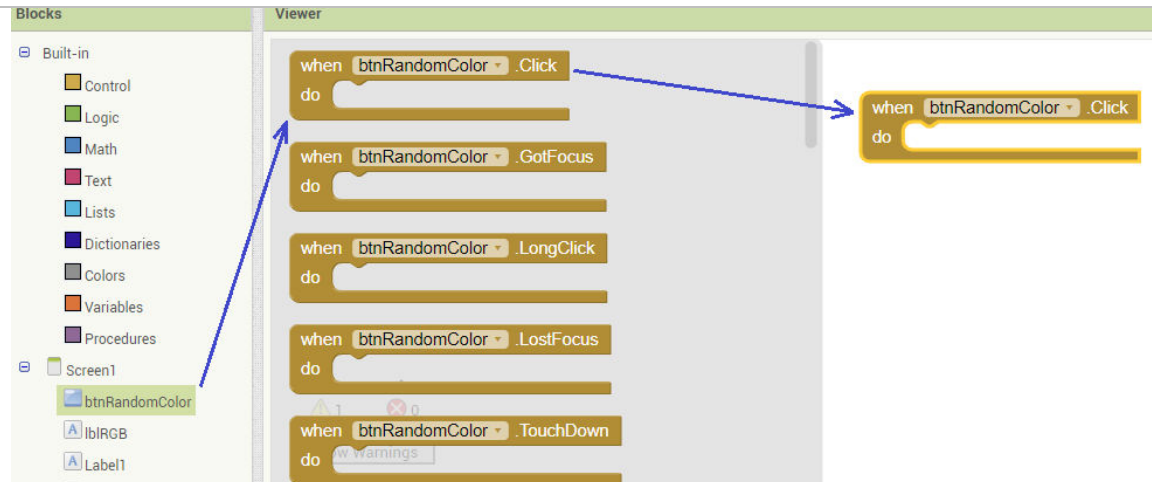 Blocks
Viewer
Built-in
Control
Logic
Math
Text
Lists
Dictionaries
Colors
Variables
Procedures
Screen1
btnRandomColor
lblRGB
Label1
when btnRandomColor .Click
do
when btnRandomColor .GotFocus
do
when btnRandomColor .LongClick
do
when btnRandomColor .LostFocus
do
1 0
when btnRandomColor .TouchDown
do
w Warnings
when btnRandomColor .Click
do